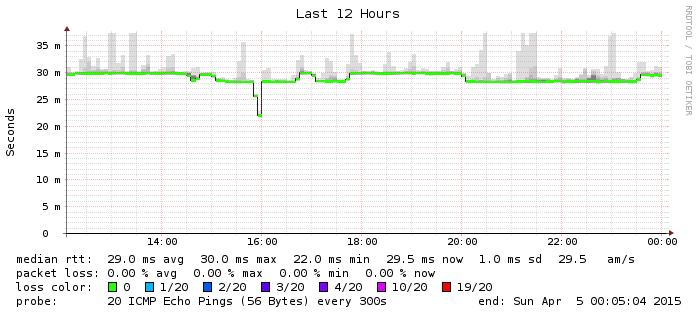 Last 12 Hours
RRDTOOL / TOBI OETIKER
Seconds
35 m
30 m
25 m
20 m
15 m
10 m
5 m
0
14:00 16:00 18:00 20:00 22:00 00:00
median rtt: 29.0 ms avg 30.0 ms max 22.0 ms min 29.5 ms now 1.0 ms sd 29.5 am/s
packet loss: 0.00 % avg 0.00 % max 0.00 % min 0.00 % now
loss color: 0 1/20 2/20 3/20 4/20 10/20 19/20
probe: 20 ICMP Echo Pings (56 Bytes) every 300s end: Sun Apr 5 00:05:04 2015